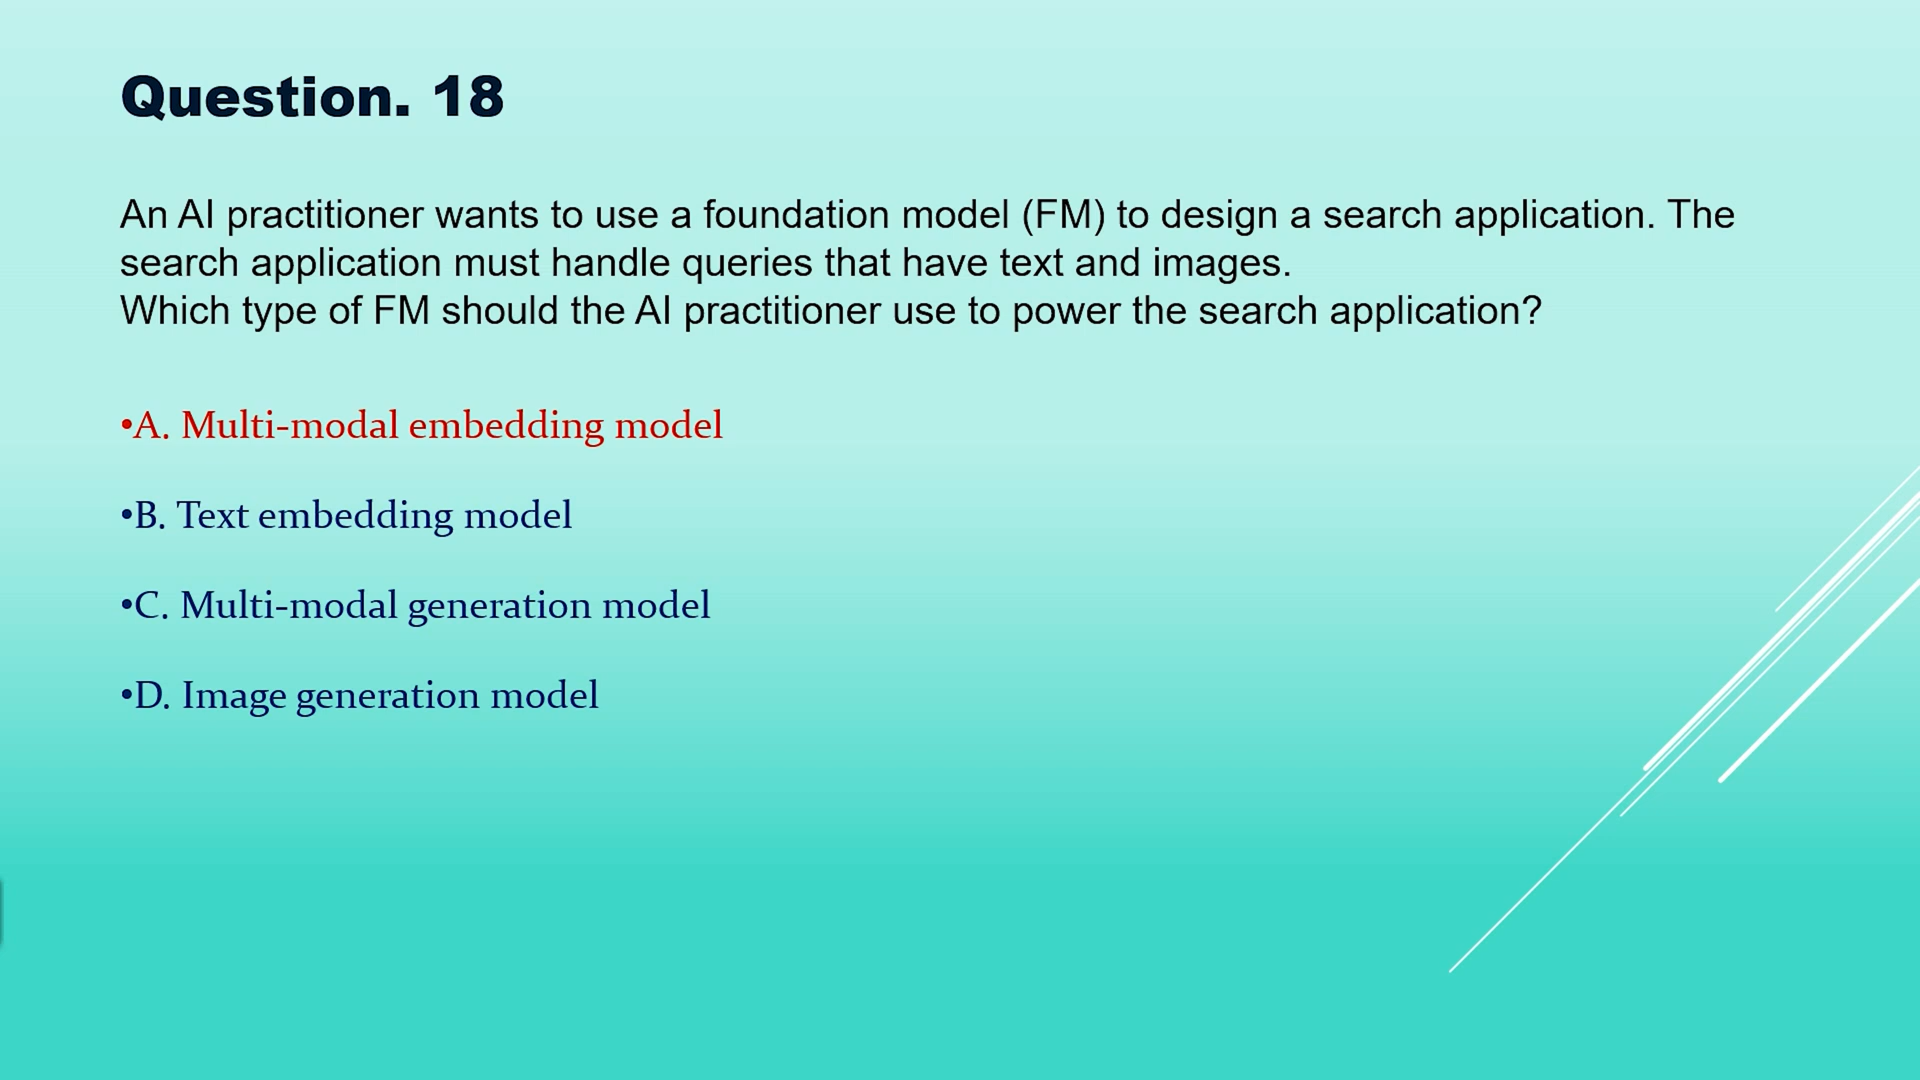 Question. 18
An AI practitioner wants to use a foundation model (FM) to design a search application. The
search application must handle queries that have text and images.
Which type of FM should the AI practitioner use to power the search application?
•A. Multi-modal embedding model
•B. Text embedding model
•C. Multi-modal generation model
•D. Image generation model